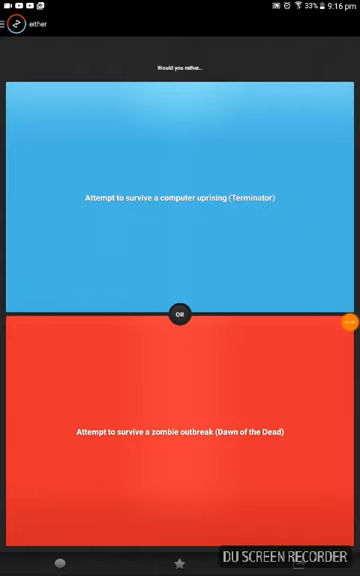 33% 9:16 pm
either
Would you rather...
Attempt to survive a computer uprising (Terminator)
OR
Attempt to survive a zombie outbreak (Dawn of the Dead)
DU SCREEN RECORDER